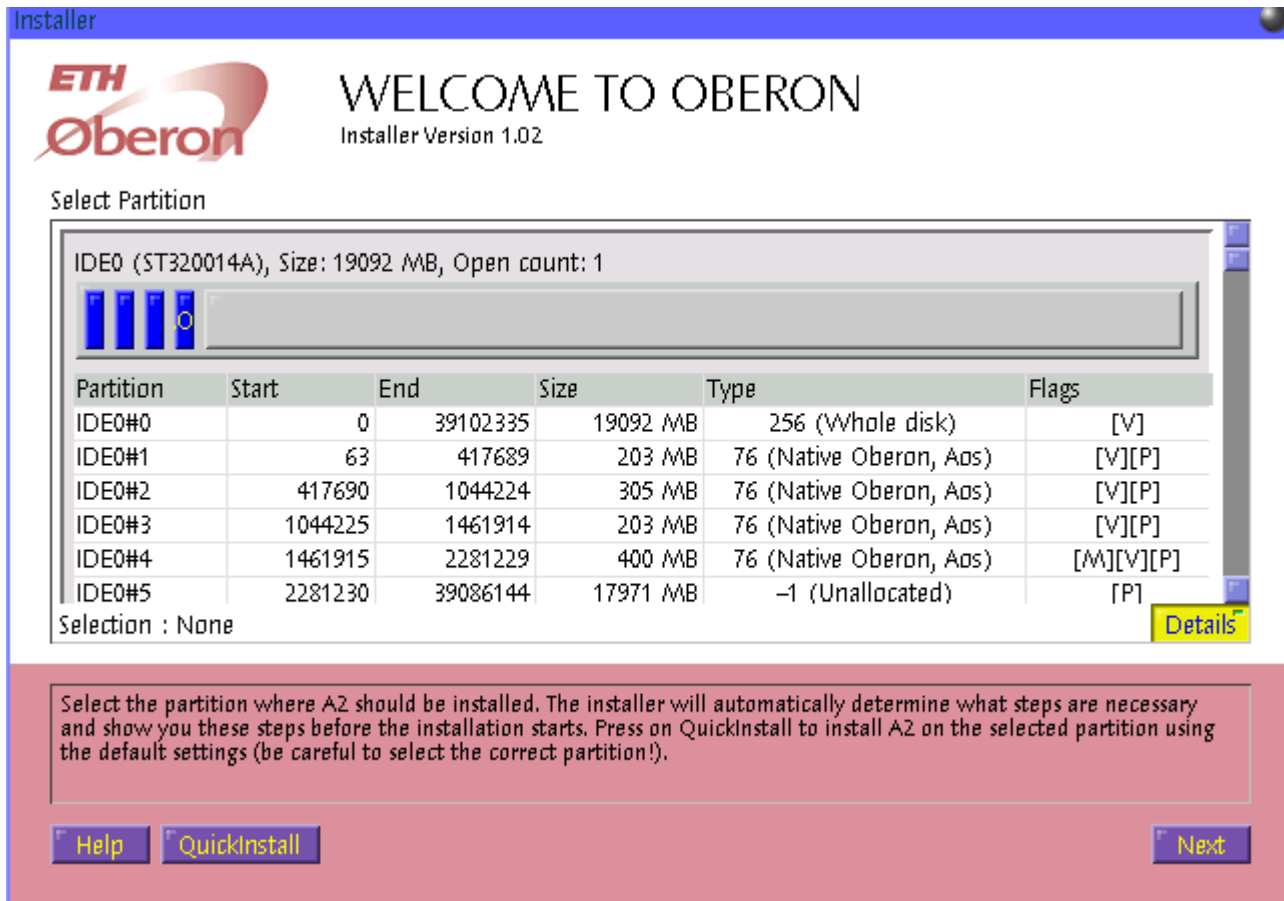 Installer
ETH
Øberon
WELCOME TO OBERON
Installer Version 1.02
Select Partition
IDE0 (ST320014A), Size: 19092 MB, Open count: 1
O
Partition Start End Size Type Flags
IDE0#0 0 39102335 19092 MB 256 (Whole disk) [V]
IDE0#1 63 417689 203 MB 76 (Native Oberon, Aos) [V][P]
IDE0#2 417690 1044224 305 MB 76 (Native Oberon, Aos) [V][P]
IDE0#3 1044225 1461914 203 MB 76 (Native Oberon, Aos) [V][P]
IDE0#4 1461915 2281229 400 MB 76 (Native Oberon, Aos) [M][V][P]
IDE0#5 2281230 39086144 17971 MB -1 (Unallocated) [P]
Selection : None
Details
Select the partition where A2 should be installed. The installer will automatically determine what steps are necessary
and show you these steps before the installation starts. Press on QuickInstall to install A2 on the selected partition using
the default settings (be careful to select the correct partition!).
Help QuickInstall Next